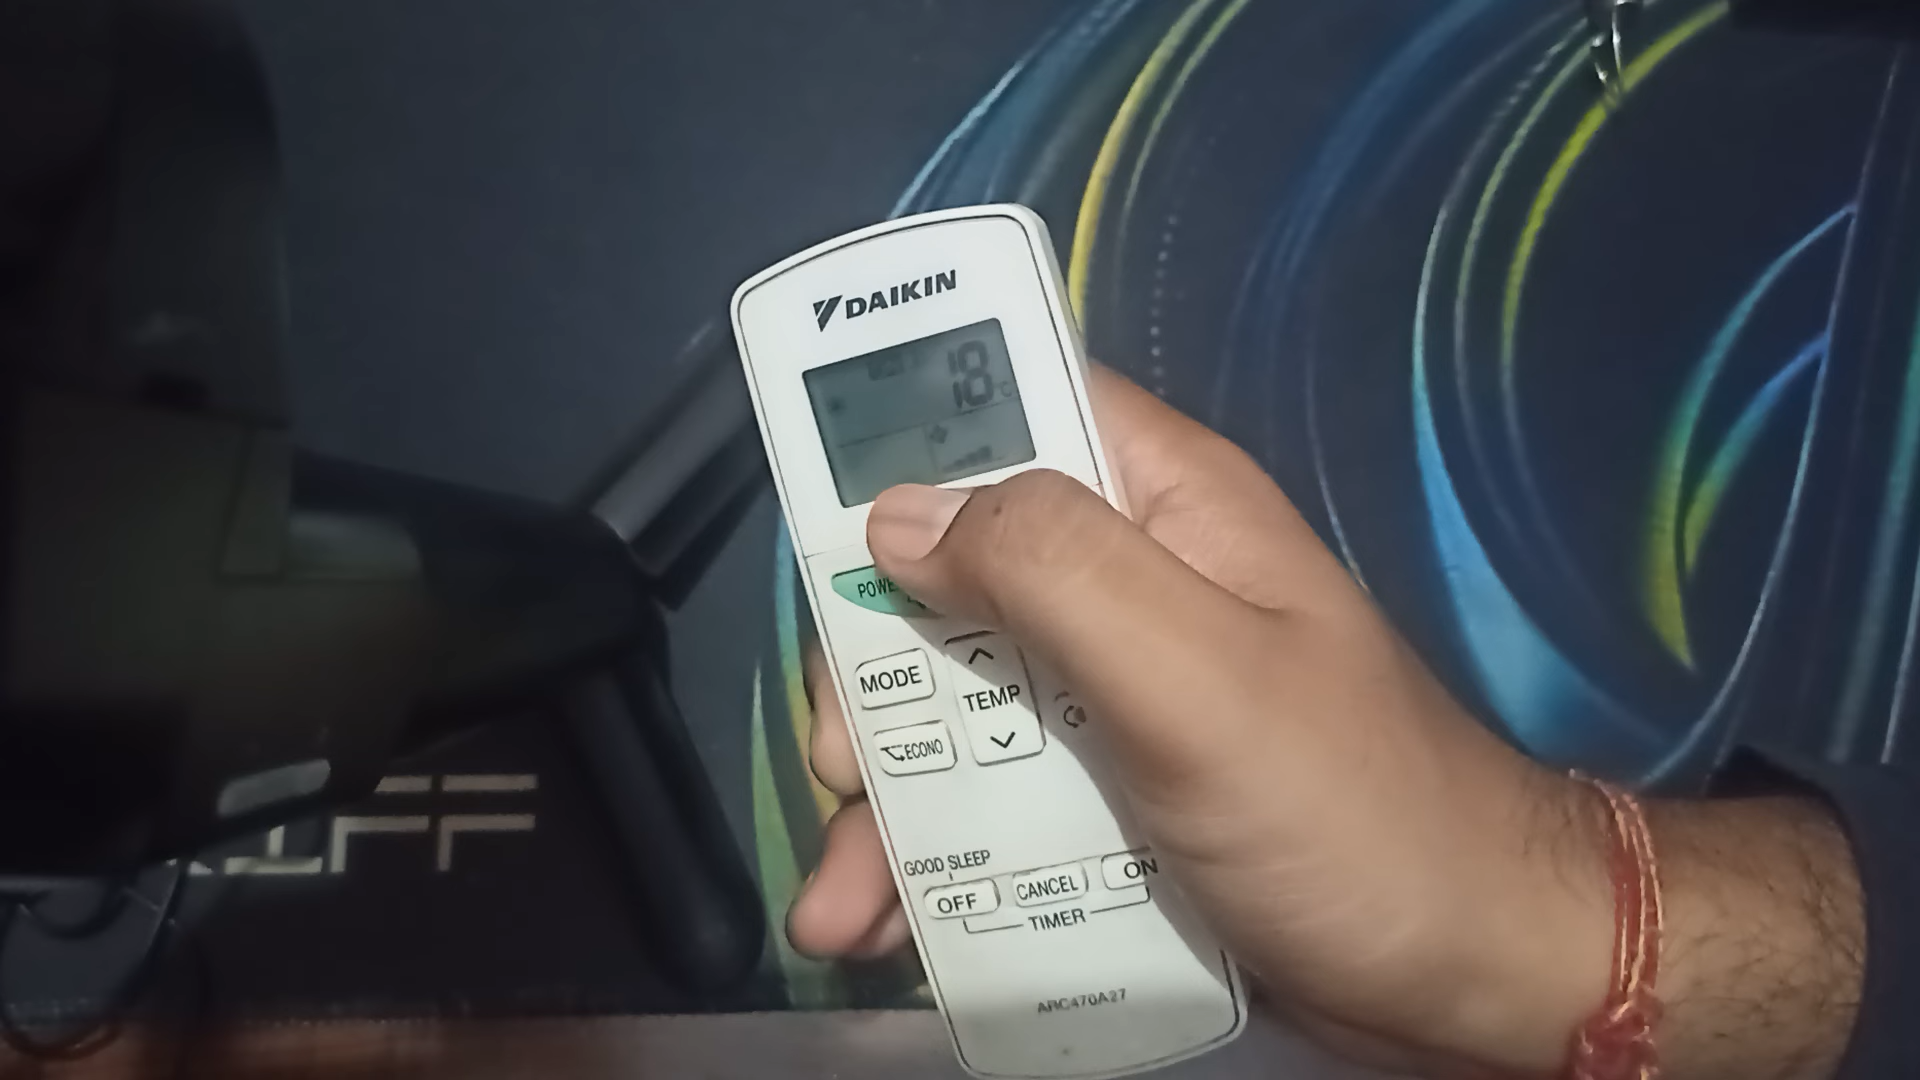 DAIKIN
18°C
POWE
MODE
TEMP
ECONO
GOOD SLEEP
OFF CANCEL ON
TIMER
ARC470A27